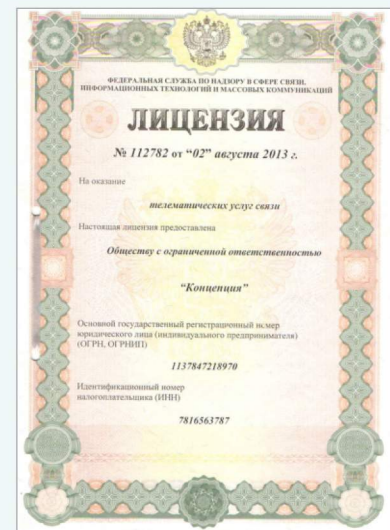 ФЕДЕРАЛЬНАЯ СЛУЖБА ПО НАДЗОРУ В СФЕРЕ СВЯЗИ,
ИНФОРМАЦИОННЫХ ТЕХНОЛОГИЙ И МАССОВЫХ КОММУНИКАЦИЙ
ЛИЦЕНЗИЯ
№ 112782 от “02” августа 2013 г.
На оказание
телематических услуг связи
Настоящая лицензия предоставлена
Обществу с ограниченной ответственностью
“Концепция”
Основной государственный регистрационный номер
юридического лица (индивидуального предпринимателя)
(ОГРН, ОГРНИП)
1137847218970
Идентификационный номер
налогоплательщика (ИНН)
7816563787